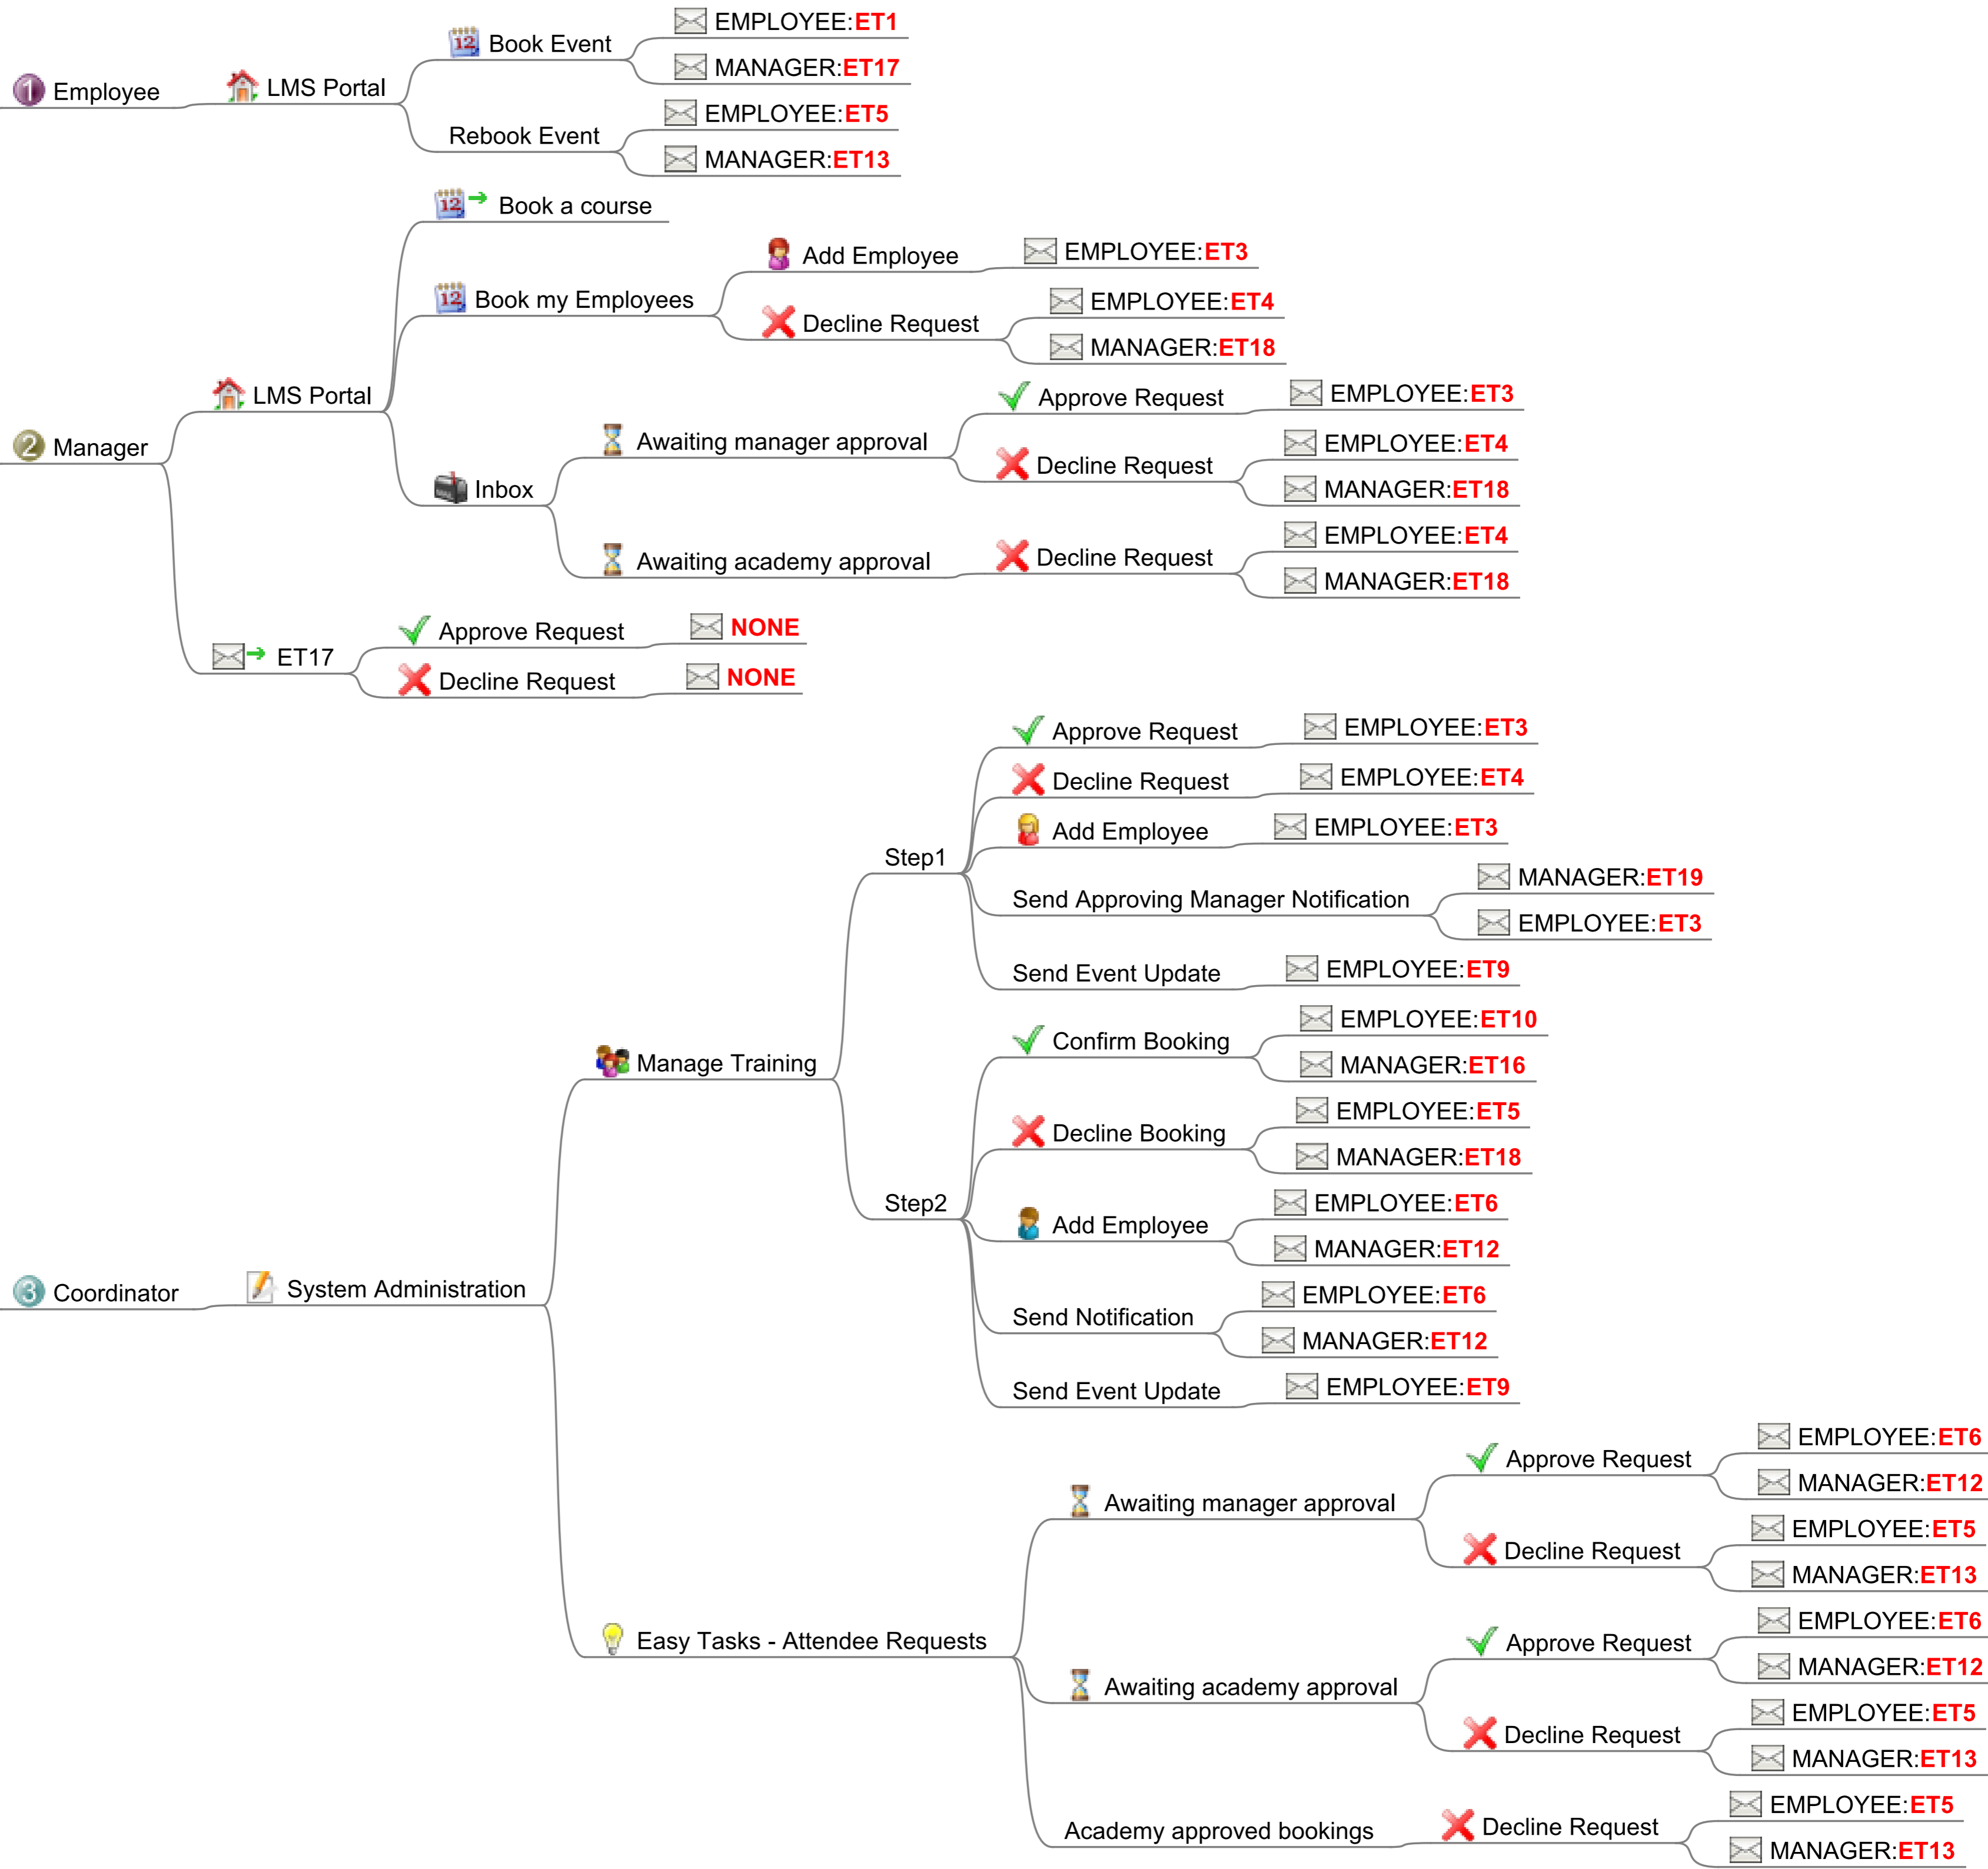 1 Employee
LMS Portal
12 Book Event
EMPLOYEE:ET1
MANAGER:ET17
Rebook Event
EMPLOYEE:ET5
MANAGER:ET13
2 Manager
LMS Portal
12 Book a course
12 Book my Employees
Add Employee
EMPLOYEE:ET3
Decline Request
EMPLOYEE:ET4
MANAGER:ET18
Inbox
Awaiting manager approval
Approve Request
EMPLOYEE:ET3
Decline Request
EMPLOYEE:ET4
MANAGER:ET18
Awaiting academy approval
Decline Request
EMPLOYEE:ET4
MANAGER:ET18
ET17
Approve Request
NONE
Decline Request
NONE
3 Coordinator
System Administration
Manage Training
Step1
Approve Request
EMPLOYEE:ET3
Decline Request
EMPLOYEE:ET4
Add Employee
EMPLOYEE:ET3
Send Approving Manager Notification
MANAGER:ET19
EMPLOYEE:ET3
Send Event Update
EMPLOYEE:ET9
Step2
Confirm Booking
EMPLOYEE:ET10
MANAGER:ET16
Decline Booking
EMPLOYEE:ET5
MANAGER:ET18
Add Employee
EMPLOYEE:ET6
MANAGER:ET12
Send Notification
EMPLOYEE:ET6
MANAGER:ET12
Send Event Update
EMPLOYEE:ET9
Easy Tasks - Attendee Requests
Awaiting manager approval
Approve Request
EMPLOYEE:ET6
MANAGER:ET12
Decline Request
EMPLOYEE:ET5
MANAGER:ET13
Awaiting academy approval
Approve Request
EMPLOYEE:ET6
MANAGER:ET12
Decline Request
EMPLOYEE:ET5
MANAGER:ET13
Academy approved bookings
Decline Request
EMPLOYEE:ET5
MANAGER:ET13